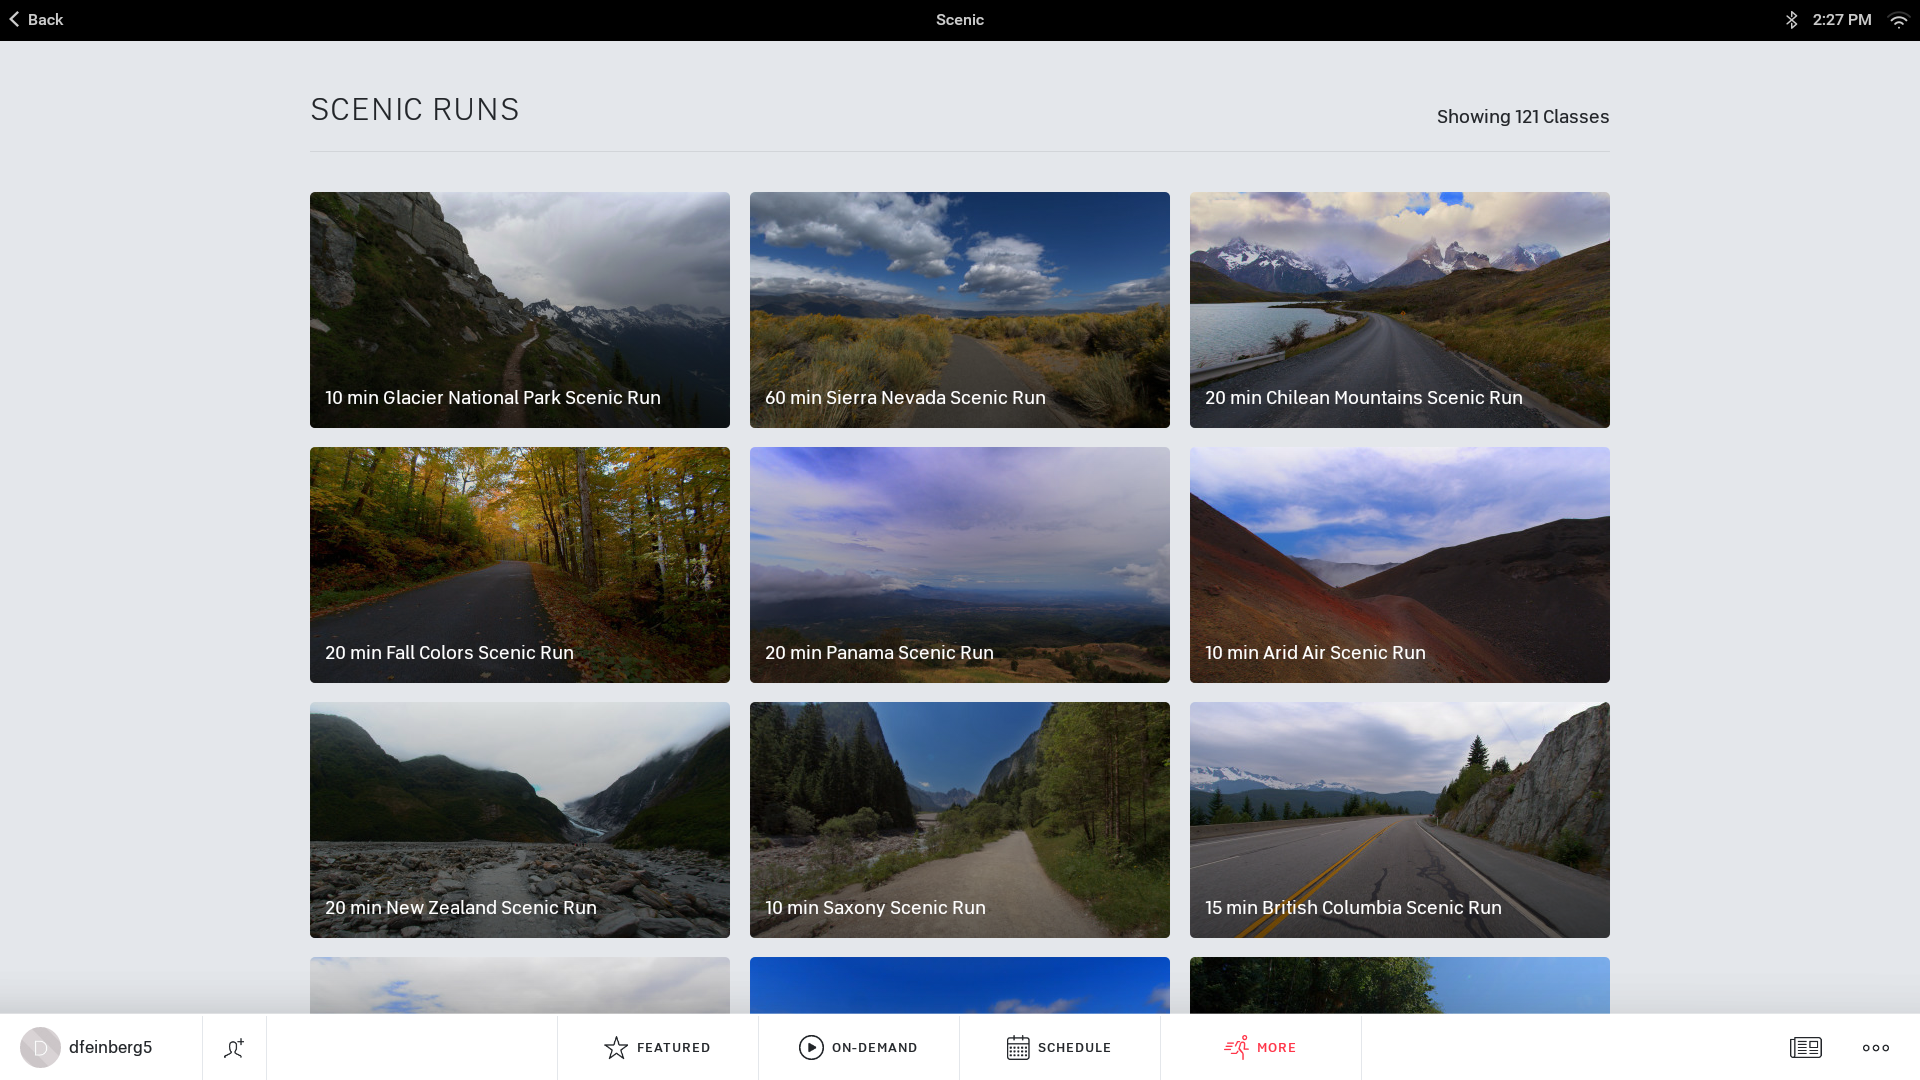 Back
Scenic
2:27 PM
SCENIC RUNS
Showing 121 Classes
10 min Glacier National Park Scenic Run
60 min Sierra Nevada Scenic Run
20 min Chilean Mountains Scenic Run
20 min Fall Colors Scenic Run
20 min Panama Scenic Run
10 min Arid Air Scenic Run
20 min New Zealand Scenic Run
10 min Saxony Scenic Run
15 min British Columbia Scenic Run
D
dfeinberg5
FEATURED
ON-DEMAND
SCHEDULE
MORE